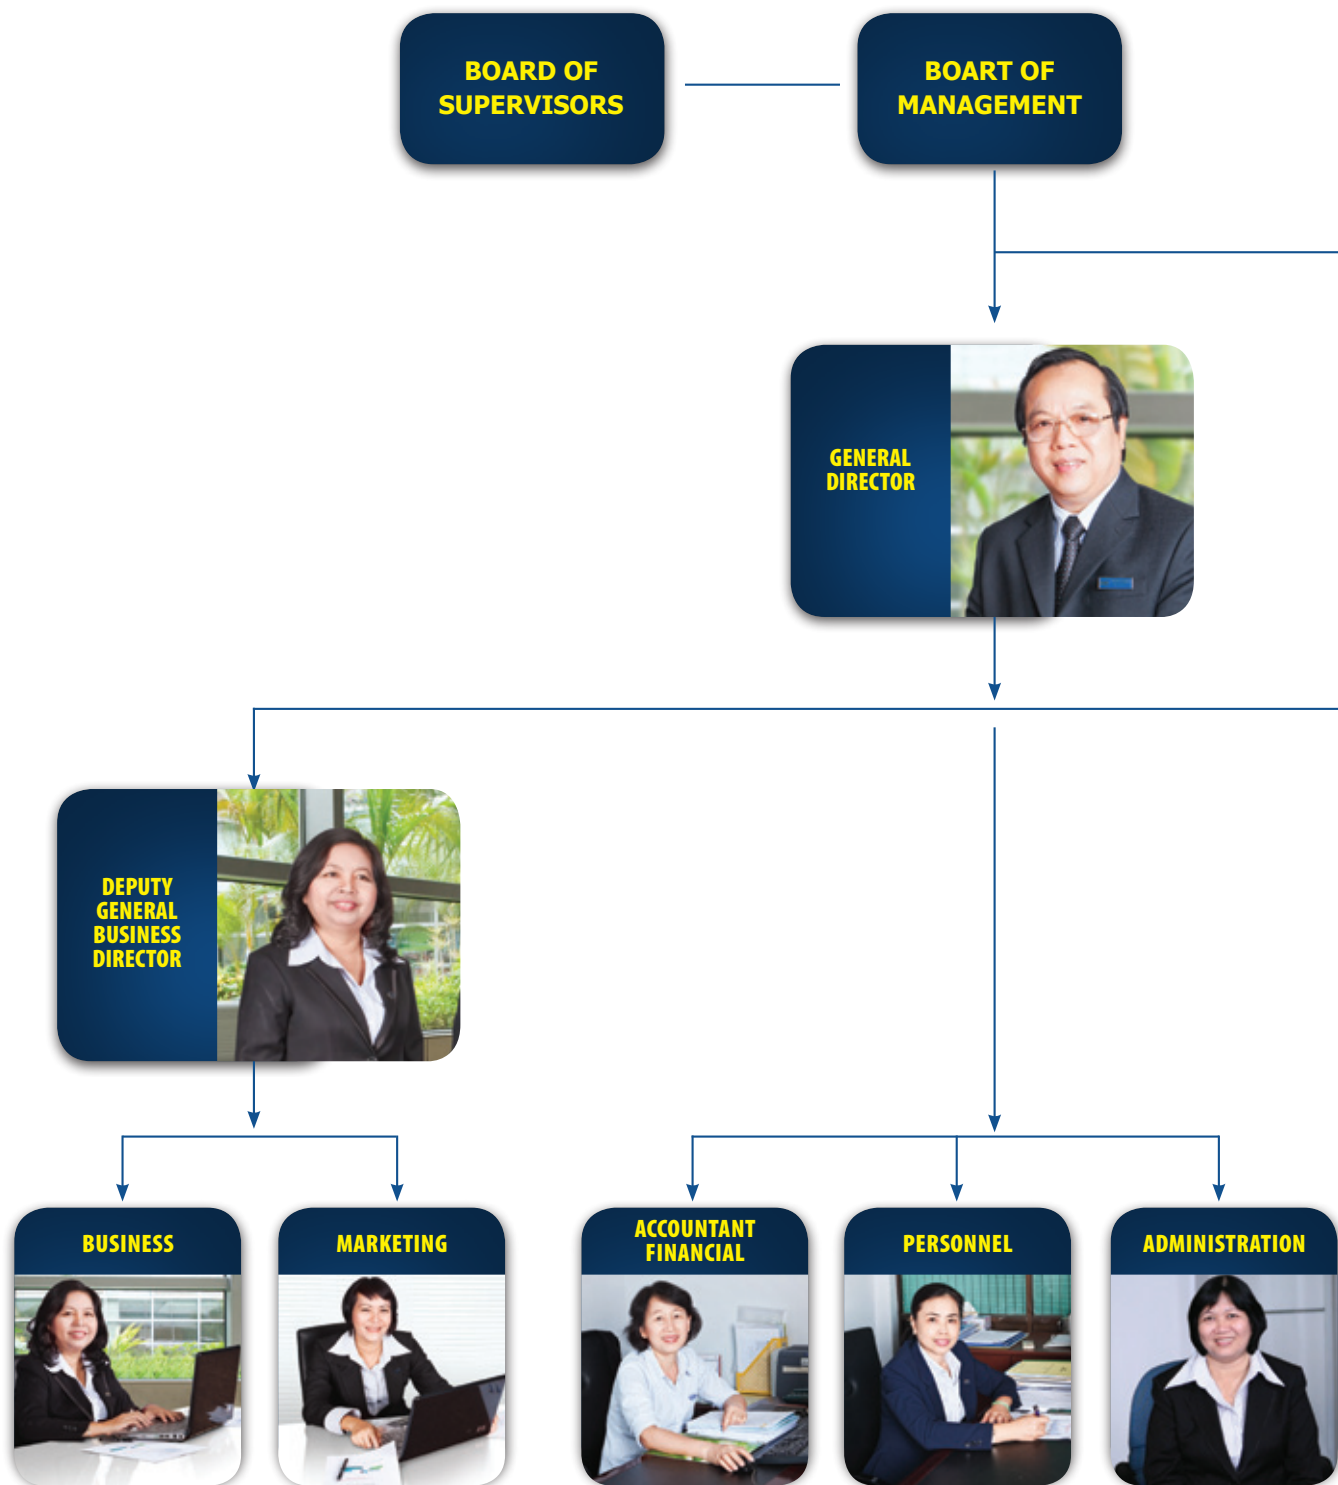 BOARD OF
SUPERVISORS
BOART OF
MANAGEMENT
GENERAL
DIRECTOR
DEPUTY
GENERAL
BUSINESS
DIRECTOR
BUSINESS
MARKETING
ACCOUNTANT
FINANCIAL
PERSONNEL
ADMINISTRATION